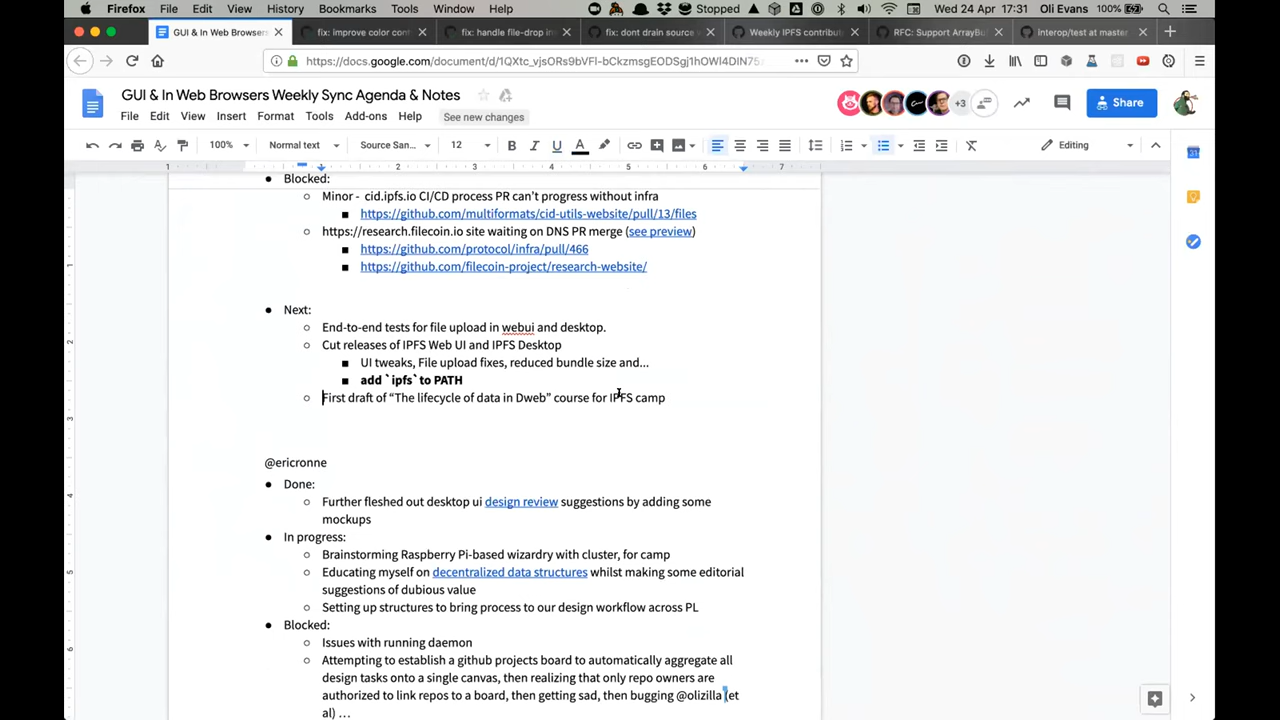 Firefox File Edit View History Bookmarks Tools Window Help Stopped Wed 24 Apr 17:31 Oli Evans 100%
GUI & In Web Browsers fix: improve color cont fix: handle file-drop in fix: dont drain source Weekly IPFS contribut RFC: Support ArrayBu interop/test at master
https://docs.google.com/document/d/1QXtc_
GUI & In Web Browsers Weekly Sync Agenda & Notes
+3
Share
File Edit View Insert Format Tools Add-ons Help See new changes
100% Normal text Source San... 12 Editing
1 1 2 3 4 5 6 7
Blocked:
Minor - cid.ipfs.io CI/CD process PR can't progress without infra
https://github.com/multiformats/cid-utils-website/pull/13/files
https://research.filecoin.io site waiting on DNS PR merge (see preview)
https://github.com/protocol/infra/pull/466
https://github.com/filecoin-project/research-website/
Next:
End-to-end tests for file upload in webui and desktop.
Cut releases of IPFS Web UI and IPFS Desktop
UI tweaks, File upload fixes, reduced bundle size and...
add `ipfs` to PATH
First draft of “The lifecycle of data in Dweb” course for IPFS camp
@ericronne
Done:
Further fleshed out desktop ui design review suggestions by adding some
mockups
In progress:
Brainstorming Raspberry Pi-based wizardry with cluster, for camp
Educating myself on decentralized data structures whilst making some editorial
suggestions of dubious value
Setting up structures to bring process to our design workflow across PL
Blocked:
Issues with running daemon
Attempting to establish a github projects board to automatically aggregate all
design tasks onto a single canvas, then realizing that only repo owners are
authorized to link repos to a board, then getting sad, then bugging @olizilla (et
al) …